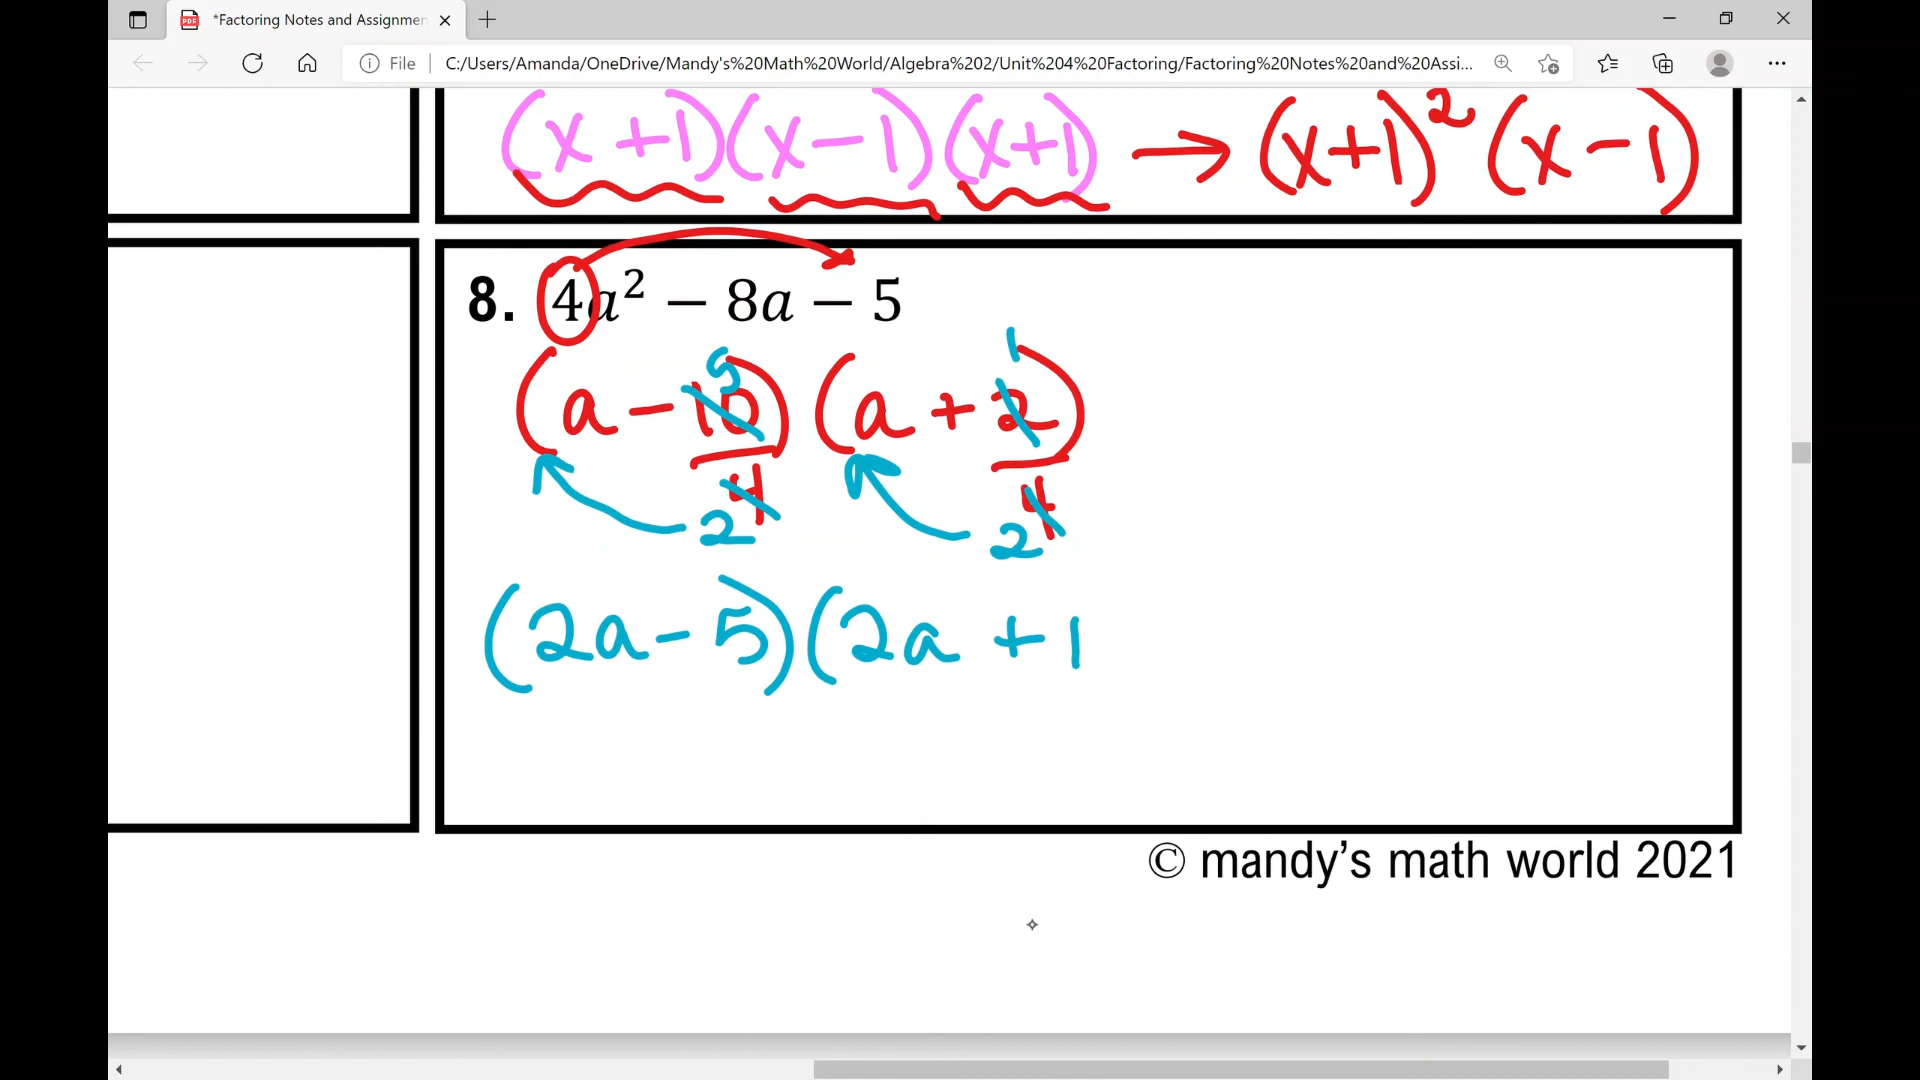 *Factoring Notes and Assignmen
File
C:/Users/Amanda/OneDrive/Mandy's%20Math%20World/Algebra%202/Unit%204%20Factoring/Factoring%20Notes%20and%20Assi...
(x+1)(x-1)(x+1) → (x+1)² (x-1)
8. 4a² − 8a − 5
5 1
(a - 10) (a + 2)
4 4
2 2
(2a - 5)(2a + 1
© mandy's math world 2021